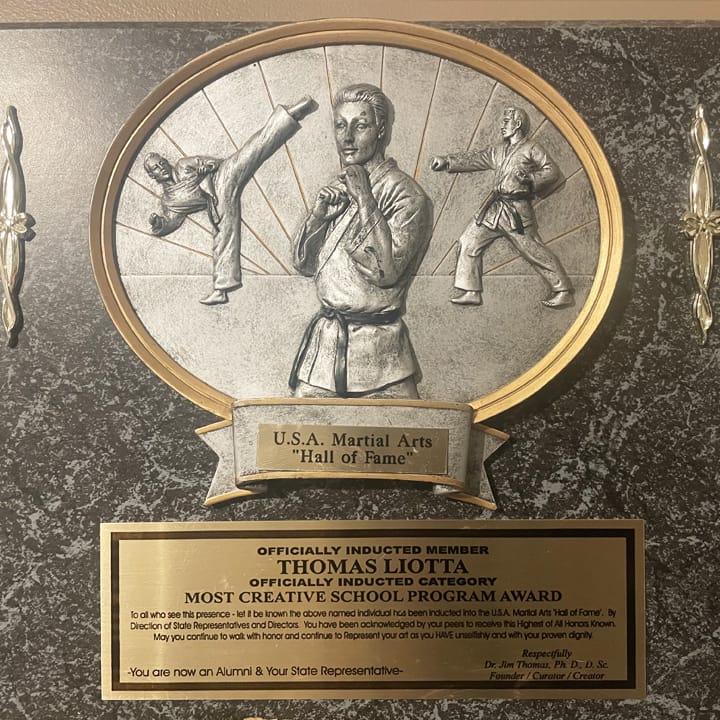 U.S.A. Martial Arts
"Hall of Fame"
OFFICIALLY INDUCTED MEMBER
THOMAS LIOTTA
OFFICIALLY INDUCTED CATEGORY
MOST CREATIVE SCHOOL PROGRAM AWARD
To all who see this presence - let it be known the above named individual has been inducted into the U.S.A. Martial Arts 'Hall of Fame'. By
Direction of State Representatives and Directors. You have been acknowledged by your peers to receive this Highest of All Honors Known.
May you continue to walk with honor and continue to Represent your art as you HAVE unselfishly and with your proven dignity.
Respectfully
Dr. Jim Thomas, Ph. D., D. Sc.
-You are now an Alumni & Your State Representative-
Founder / Curator / Creator